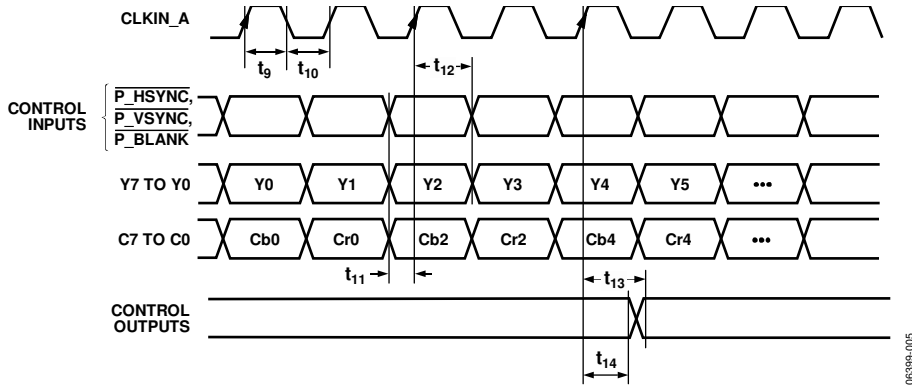 CLKIN_A
t9
t10
t12
CONTROL
INPUTS
P_HSYNC,
P_VSYNC,
P_BLANK
Y7 TO Y0
Y0
Y1
Y2
Y3
Y4
Y5
•••
C7 TO C0
Cb0
Cr0
Cb2
Cr2
Cb4
Cr4
•••
t11
t13
CONTROL
OUTPUTS
t14
06399-005